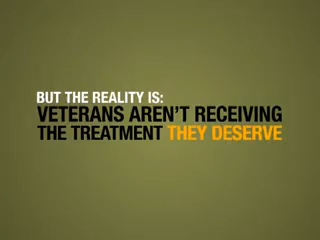 BUT THE REALITY IS:
VETERANS AREN'T RECEIVING
THE TREATMENT THEY DESERVE